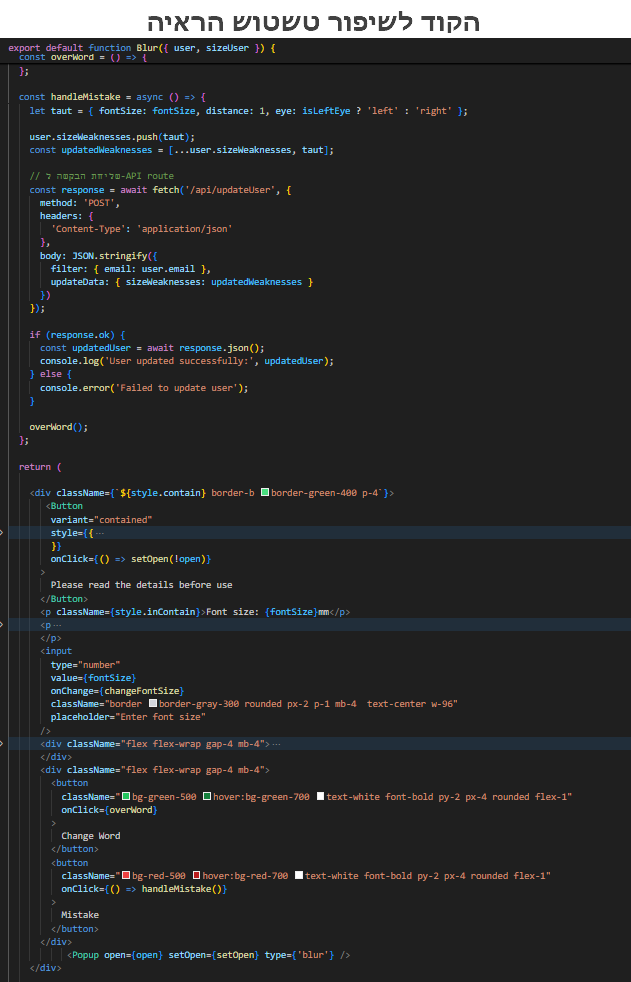 הקוד לשיפור טשטוש הראיה
export default function Blur({ user, sizeUser }) {
const overWord = () => {
};
const handleMistake = async () => {
let taut = { fontSize: fontSize, distance: 1, eye: isLeftEye ? 'left' : 'right' };
user.sizeWeaknesses.push(taut);
const updatedWeaknesses = [...user.sizeWeaknesses, taut];
// שליחת הבקשה ל-API route
const response = await fetch('/api/updateUser', {
method: 'POST',
headers: {
'Content-Type': 'application/json'
},
body: JSON.stringify({
filter: { email: user.email },
updateData: { sizeWeaknesses: updatedWeaknesses }
})
});
if (response.ok) {
const updatedUser = await response.json();
console.log('User updated successfully:', updatedUser);
} else {
console.error('Failed to update user');
}
overWord();
};
return (
<div className={`${style.contain} border-b border-green-400 p-4`}>
<Button
variant="contained"
style={{ ···
}}
onClick={() => setOpen(!open)}
>
Please read the details before use
</Button>
<p className={style.inContain}>Font size: {fontSize}mm</p>
<p ···
</p>
<input
type="number"
value={fontSize}
onChange={changeFontSize}
className="border border-gray-300 rounded px-2 p-1 mb-4  text-center w-96"
placeholder="Enter font size"
/>
<div className="flex flex-wrap gap-4 mb-4"> ···
</div>
<div className="flex flex-wrap gap-4 mb-4">
<button
className="bg-green-500 hover:bg-green-700 text-white font-bold py-2 px-4 rounded flex-1"
onClick={overWord}
>
Change Word
</button>
<button
className="bg-red-500 hover:bg-red-700 text-white font-bold py-2 px-4 rounded flex-1"
onClick={() => handleMistake()}
>
Mistake
</button>
</div>
<Popup open={open} setOpen={setOpen} type={'blur'} />
</div>